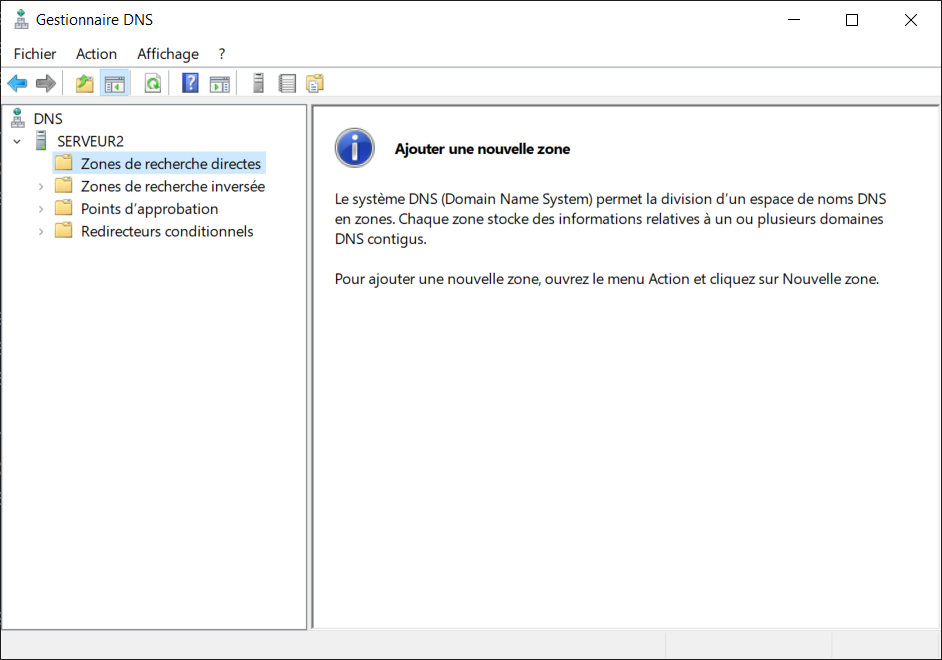 Gestionnaire DNS
Fichier Action Affichage ?
DNS
SERVEUR2
Zones de recherche directes
Zones de recherche inversée
Points d’approbation
Redirecteurs conditionnels
Ajouter une nouvelle zone
Le système DNS (Domain Name System) permet la division d’un espace de noms DNS
en zones. Chaque zone stocke des informations relatives à un ou plusieurs domaines
DNS contigus.
Pour ajouter une nouvelle zone, ouvrez le menu Action et cliquez sur Nouvelle zone.